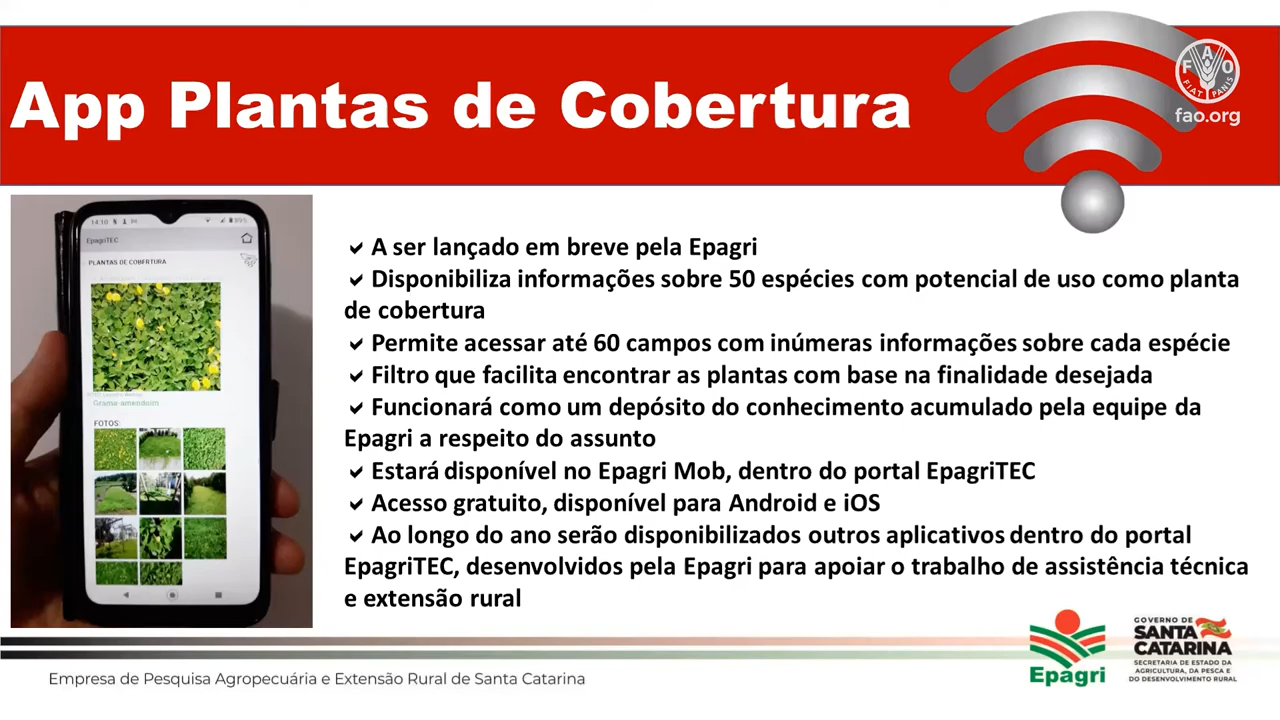 App Plantas de Cobertura
FAO
FIAT PANIS
fao.org
14:10
89%
EpagriTEC
PLANTAS DE COBERTURA
Grama-amendoim
FOTOS:
A ser lançado em breve pela Epagri
Disponibiliza informações sobre 50 espécies com potencial de uso como planta
de cobertura
Permite acessar até 60 campos com inúmeras informações sobre cada espécie
Filtro que facilita encontrar as plantas com base na finalidade desejada
Funcionará como um depósito do conhecimento acumulado pela equipe da
Epagri a respeito do assunto
Estará disponível no Epagri Mob, dentro do portal EpagriTEC
Acesso gratuito, disponível para Android e iOS
Ao longo do ano serão disponibilizados outros aplicativos dentro do portal
EpagriTEC, desenvolvidos pela Epagri para apoiar o trabalho de assistência técnica
e extensão rural
Empresa de Pesquisa Agropecuária e Extensão Rural de Santa Catarina
Epagri
GOVERNO DE
SANTA
CATARINA
SECRETARIA DE ESTADO DA
AGRICULTURA, DA PESCA E
DO DESENVOLVIMENTO RURAL